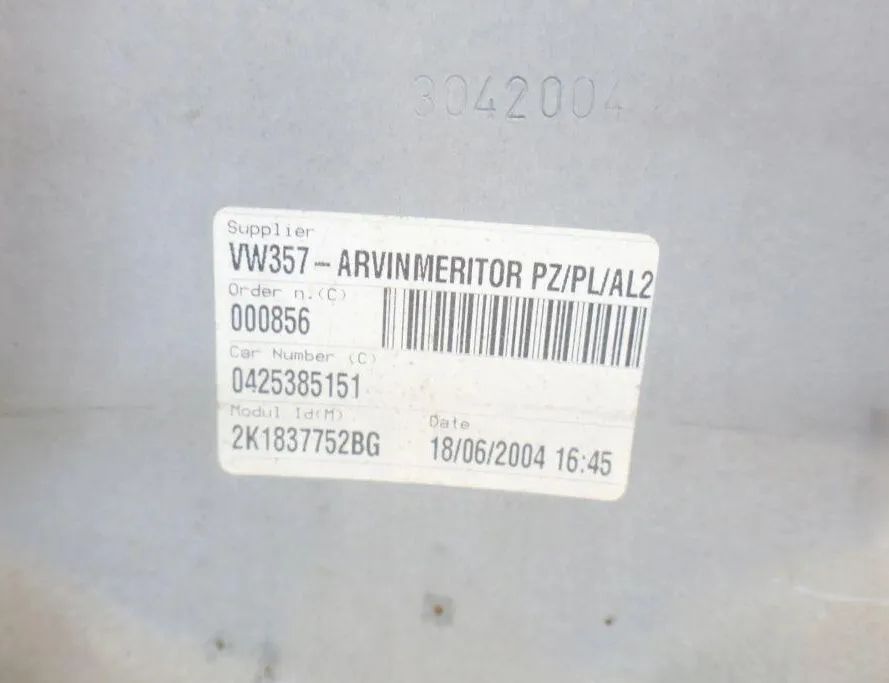 3042004
Supplier
VW357-ARVINMERITOR PZ/PL/AL2
Order n.(C)
000856
Car Number (C)
0425385151
Modul Id(M)
2K1837752BG
Date
18/06/2004 16:45